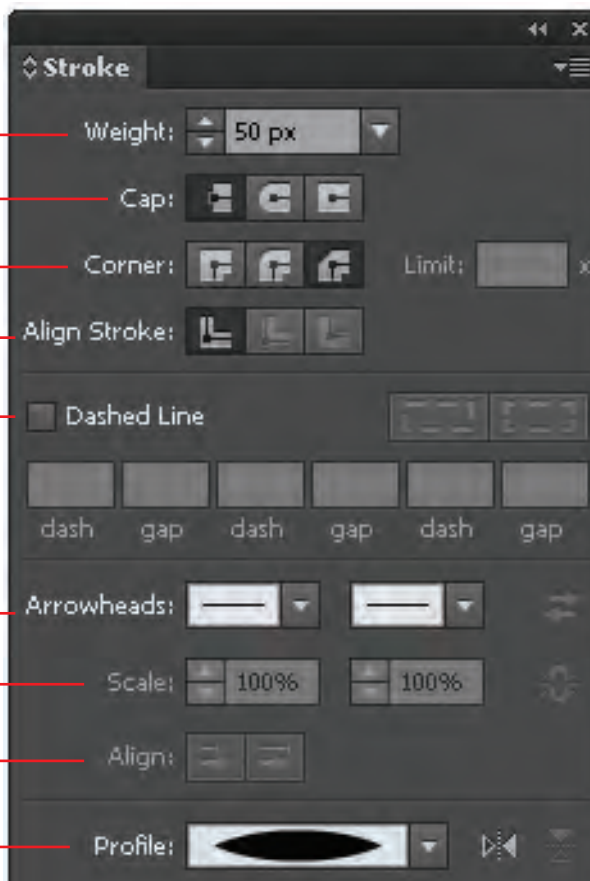 Stroke
Weight: 50 px
Cap:
Corner: Limit: x
Align Stroke:
Dashed Line
dash gap dash gap dash gap
Arrowheads:
Scale: 100% 100%
Align:
Profile: